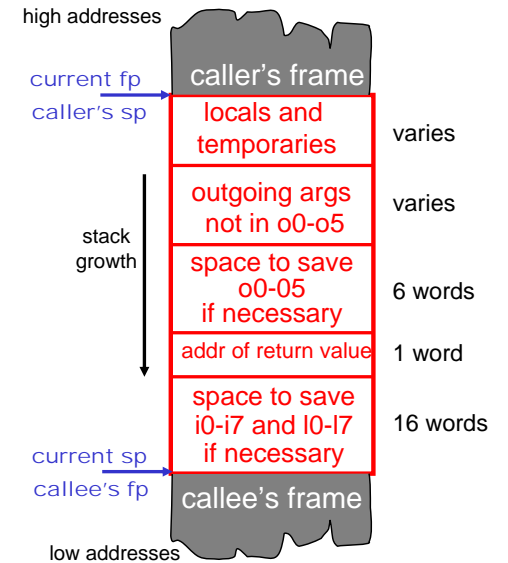 high addresses
caller's frame
current fp
caller's sp
locals and
temporaries
varies
outgoing args
not in o0-o5
varies
stack
growth
space to save
o0-05
if necessary
6 words
addr of return value
1 word
space to save
i0-i7 and l0-l7
if necessary
16 words
current sp
callee's fp
callee's frame
low addresses